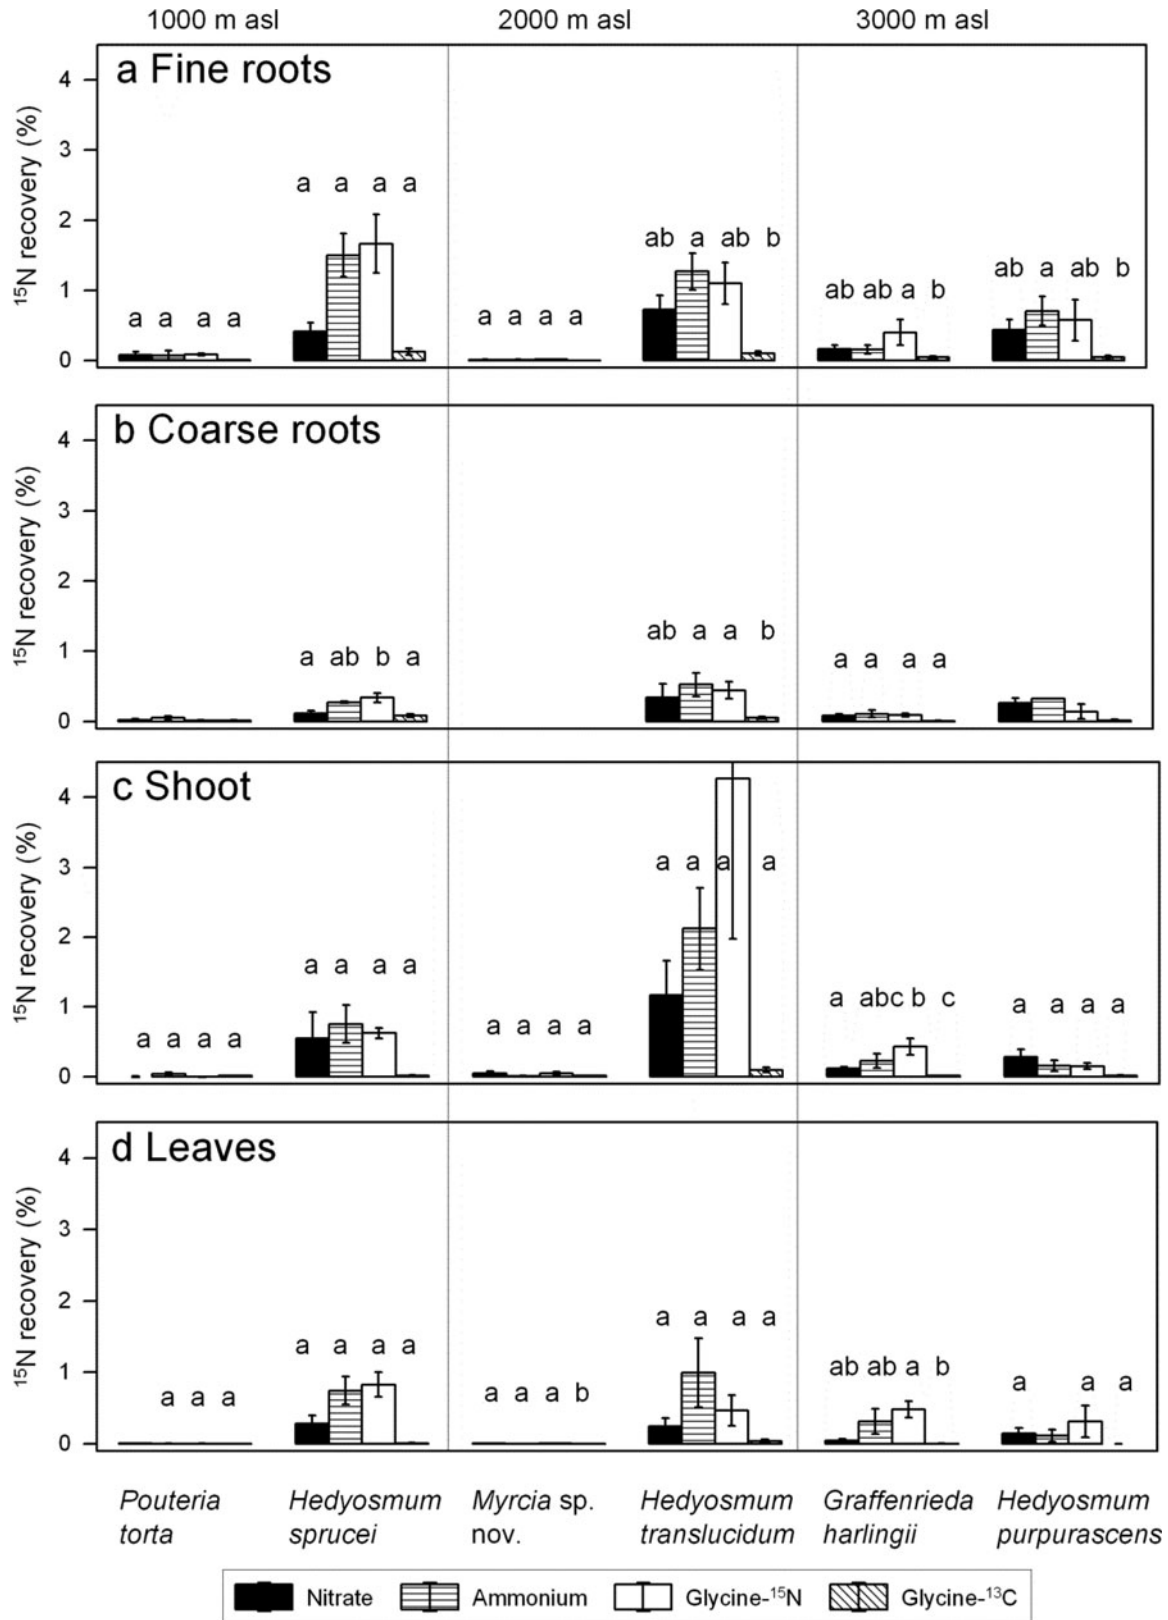 1000 m asl 2000 m asl 3000 m asl
a Fine roots
¹⁵N recovery (%)
4
3
2
1
0
a a a a
a a a a
a a a a
ab a ab b
ab ab a b
ab a ab b
b Coarse roots
¹⁵N recovery (%)
4
3
2
1
0
a ab b a
ab a a b
a a a a
c Shoot
¹⁵N recovery (%)
4
3
2
1
0
a a a a
a a a a
a a a a
a a a a
a abc b c
a a a a
d Leaves
¹⁵N recovery (%)
4
3
2
1
0
a a a
a a a a
a a a b
a a a a
ab ab a b
a a a
Pouteria torta
Hedyosmum sprucei
Myrcia sp. nov.
Hedyosmum translucidum
Graffenrieda harlingii
Hedyosmum purpurascens
Nitrate Ammonium Glycine-¹⁵N Glycine-¹³C